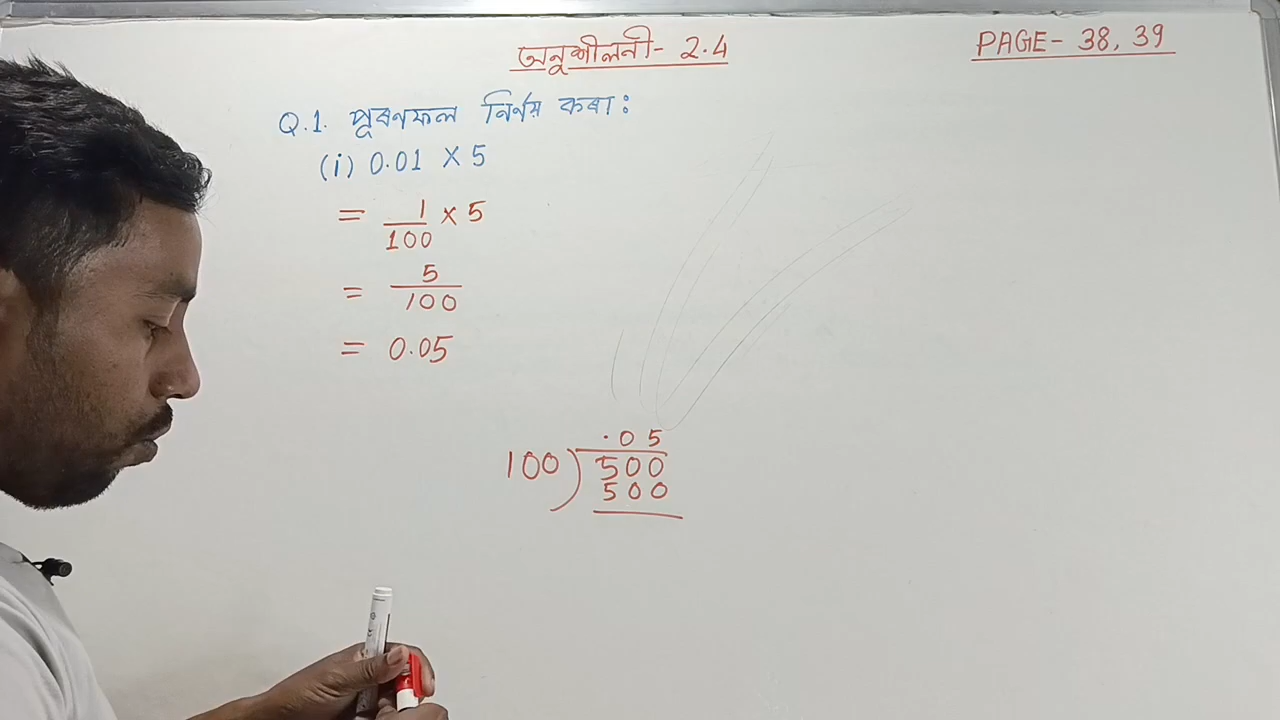 অনুশীলনী- 2.4
PAGE- 38, 39
Q.1. পূৰণফল নিৰ্ণয় কৰা :
(i) 0.01 × 5
= 1/100 × 5
= 5/100
= 0.05
.05
100)500
500